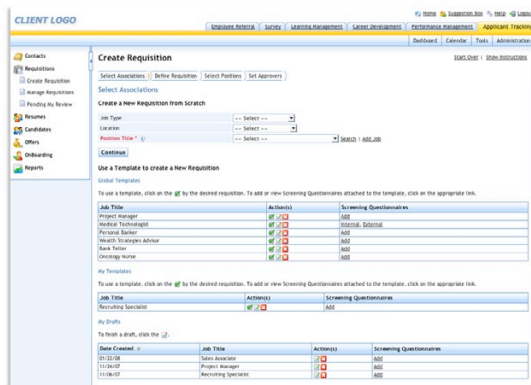 Home Suggestion Box Help Logout
CLIENT LOGO
Employee Referral Survey Learning Management Career Development Performance Management Applicant Tracking
Dashboard Calendar Tools Administration
Contacts
Requisitions
Create Requisition
Manage Requisitions
Pending My Review
Resumes
Candidates
Offers
OnBoarding
Reports
Create Requisition
Start Over | Show Instructions
Select Associations Define Requisition Select Positions Set Approvers
Select Associations
Create a New Requisition from Scratch
Job Type -- Select --
Location -- Select --
Position Title * -- Select -- Search | Add Job
Continue
Use a Template to create a New Requisition
Global Templates
To use a template, click on the by the desired requisition. To add or view Screening Questionnaires attached to the template, click on the appropriate link.
Job Title Action(s) Screening Questionnaires
Project Manager Add
Medical Technologist Internal, External
Personal Banker Add
Wealth Strategies Advisor Add
Bank Teller Add
Oncology Nurse Add
My Templates
To use a template, click on the by the desired requisition. To add or view Screening Questionnaires attached to the template, click on the appropriate link.
Job Title Action(s) Screening Questionnaires
Recruiting Specialist Add
My Drafts
To finish a draft, click the .
Date Created Job Title Action(s) Screening Questionnaires
01/22/08 Sales Associate Add
11/26/07 Project Manager Add
11/06/07 Recruiting Specialist Add